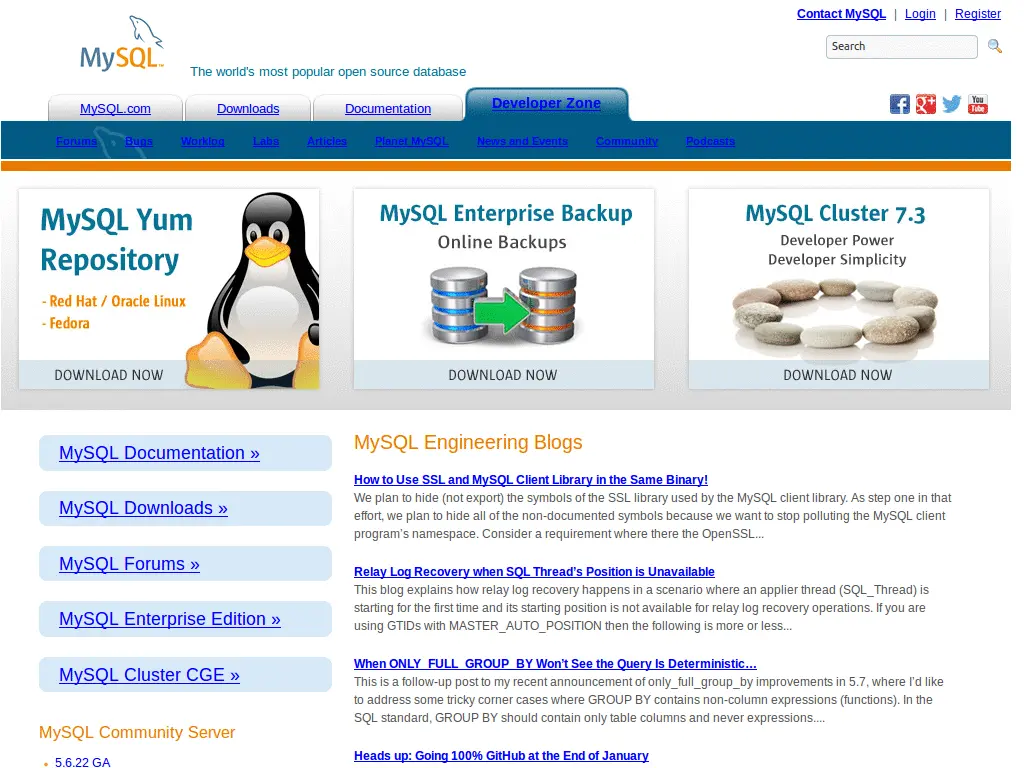 Contact MySQL | Login | Register
Search
MySQL™
The world's most popular open source database
MySQL.com
Downloads
Documentation
Developer Zone
You
Tube
Forums
Bugs
Worklog
Labs
Articles
Planet MySQL
News and Events
Community
Podcasts
MySQL Yum
Repository
- Red Hat / Oracle Linux
- Fedora
DOWNLOAD NOW
MySQL Enterprise Backup
Online Backups
DOWNLOAD NOW
MySQL Cluster 7.3
Developer Power
Developer Simplicity
DOWNLOAD NOW
MySQL Documentation »
MySQL Downloads »
MySQL Forums »
MySQL Enterprise Edition »
MySQL Cluster CGE »
MySQL Community Server
5.6.22 GA
MySQL Engineering Blogs
How to Use SSL and MySQL Client Library in the Same Binary!
We plan to hide (not export) the symbols of the SSL library used by the MySQL client library. As step one in that
effort, we plan to hide all of the non-documented symbols because we want to stop polluting the MySQL client
program's namespace. Consider a requirement where there the OpenSSL...
Relay Log Recovery when SQL Thread's Position is Unavailable
This blog explains how relay log recovery happens in a scenario where an applier thread (SQL_Thread) is
starting for the first time and its starting position is not available for relay log recovery operations. If you are
using GTIDs with MASTER_AUTO_POSITION then the following is more or less...
When ONLY_FULL_GROUP_BY Won't See the Query Is Deterministic…
This is a follow-up post to my recent announcement of only_full_group_by improvements in 5.7, where I'd like
to address some tricky corner cases where GROUP BY contains non-column expressions (functions). In the
SQL standard, GROUP BY should contain only table columns and never expressions....
Heads up: Going 100% GitHub at the End of January